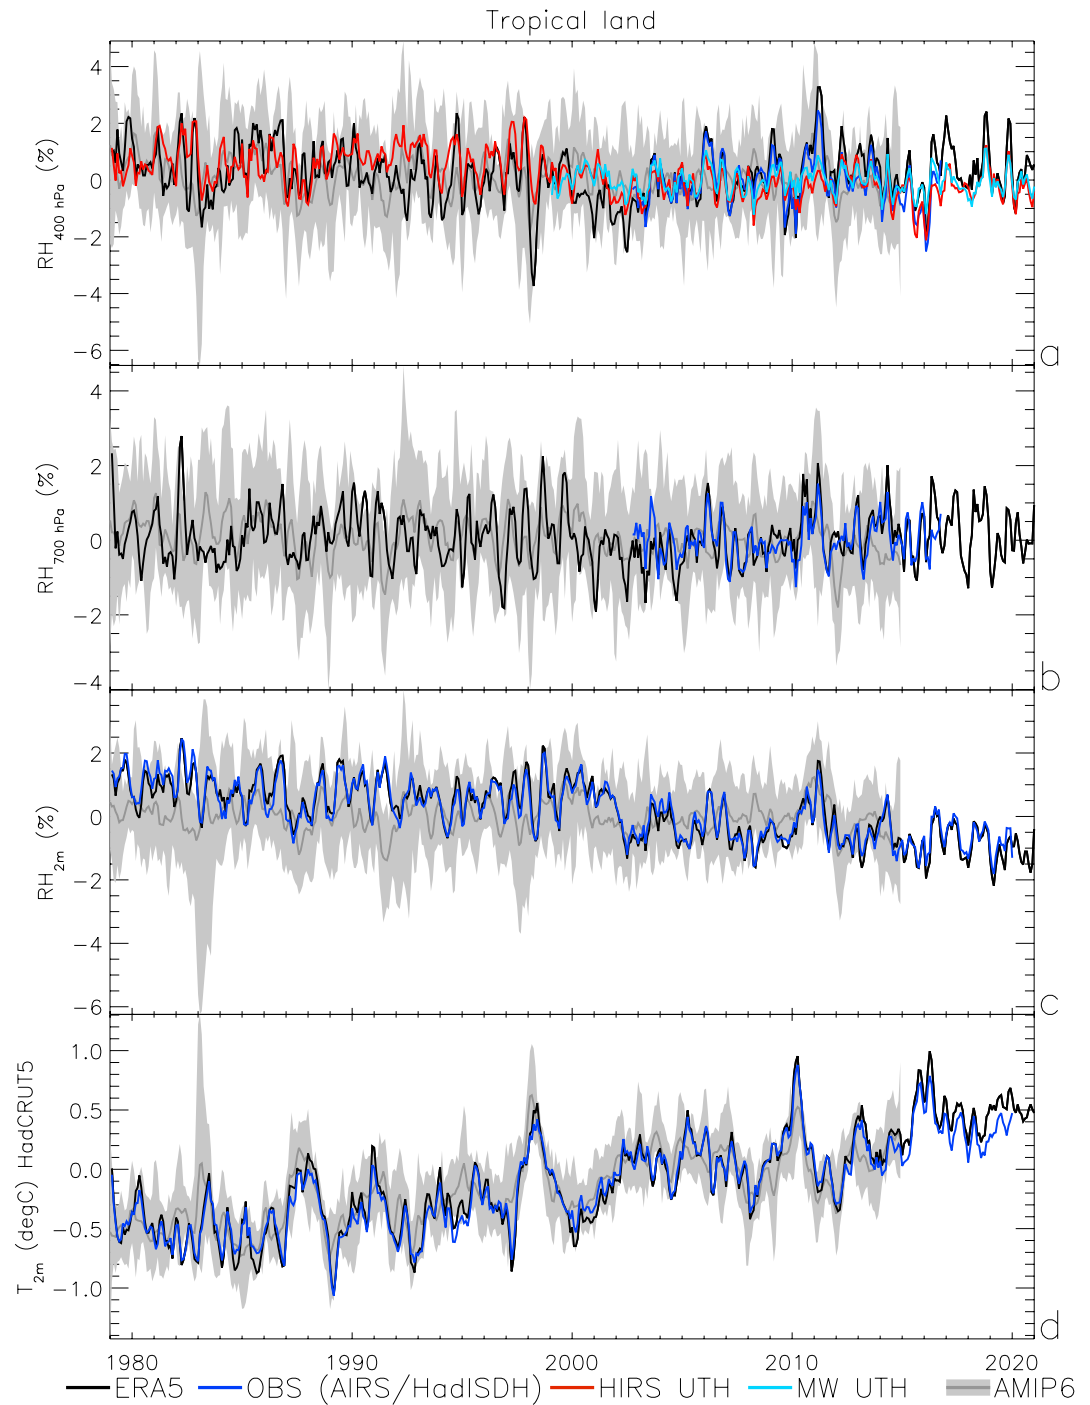 Tropical land
4
2
0
−2
−4
−6
RH400 hPa (%)
a
4
2
0
−2
−4
RH700 hPa (%)
b
2
0
−2
−4
−6
RH2m (%)
c
1.0
0.5
0.0
−0.5
−1.0
T2m (degC) HadCRUT5
d
1980 1990 2000 2010 2020
ERA5 OBS (AIRS/HadISDH) HIRS UTH MW UTH AMIP6